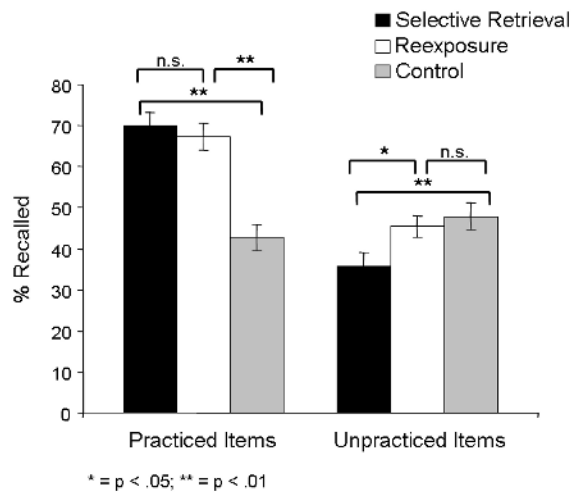 Selective Retrieval
Reexposure
Control
n.s. **
**
* n.s.
**
80
70
60
50
40
30
20
10
0
% Recalled
Practiced Items Unpracticed Items
* = p < .05; ** = p < .01